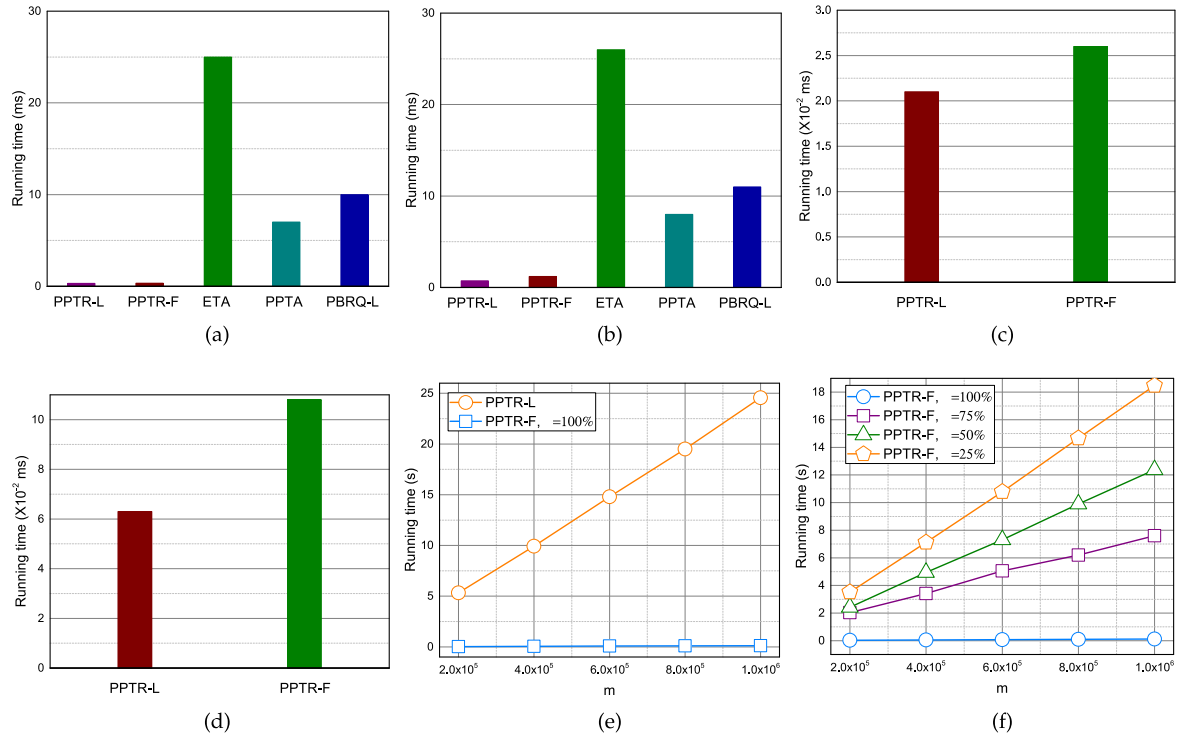 30
20
10
0
Running time (ms)
PPTR-L PPTR-F ETA PPTA PBRQ-L
(a)
30
20
10
0
Running time (ms)
PPTR-L PPTR-F ETA PPTA PBRQ-L
(b)
3.0
2.5
2.0
1.5
1.0
0.5
0.0
Running time (X10⁻² ms)
PPTR-L PPTR-F
(c)
10
8
6
4
2
0
Running time (X10⁻² ms)
PPTR-L PPTR-F
(d)
25
20
15
10
5
0
Running time (s)
PPTR-L
PPTR-F, =100%
2.0x10⁵ 4.0x10⁵ 6.0x10⁵ 8.0x10⁵ 1.0x10⁶
m
(e)
18
16
14
12
10
8
6
4
2
0
Running time (s)
PPTR-F, =100%
PPTR-F, =75%
PPTR-F, =50%
PPTR-F, =25%
2.0x10⁵ 4.0x10⁵ 6.0x10⁵ 8.0x10⁵ 1.0x10⁶
m
(f)